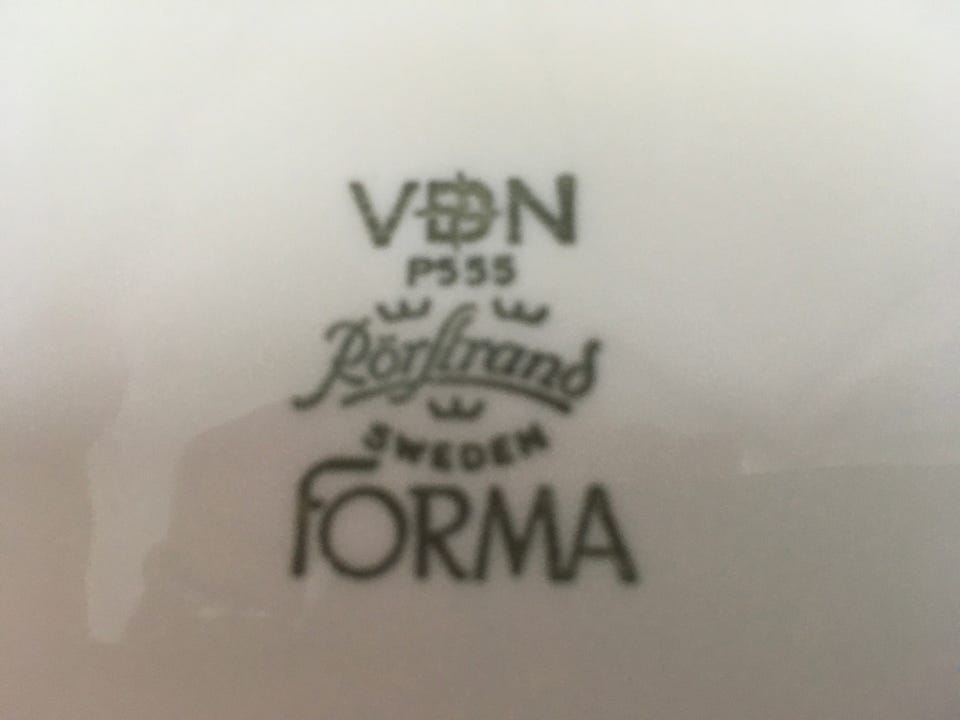 VDN
P555
Rörstrand
SWEDEN
FORMA